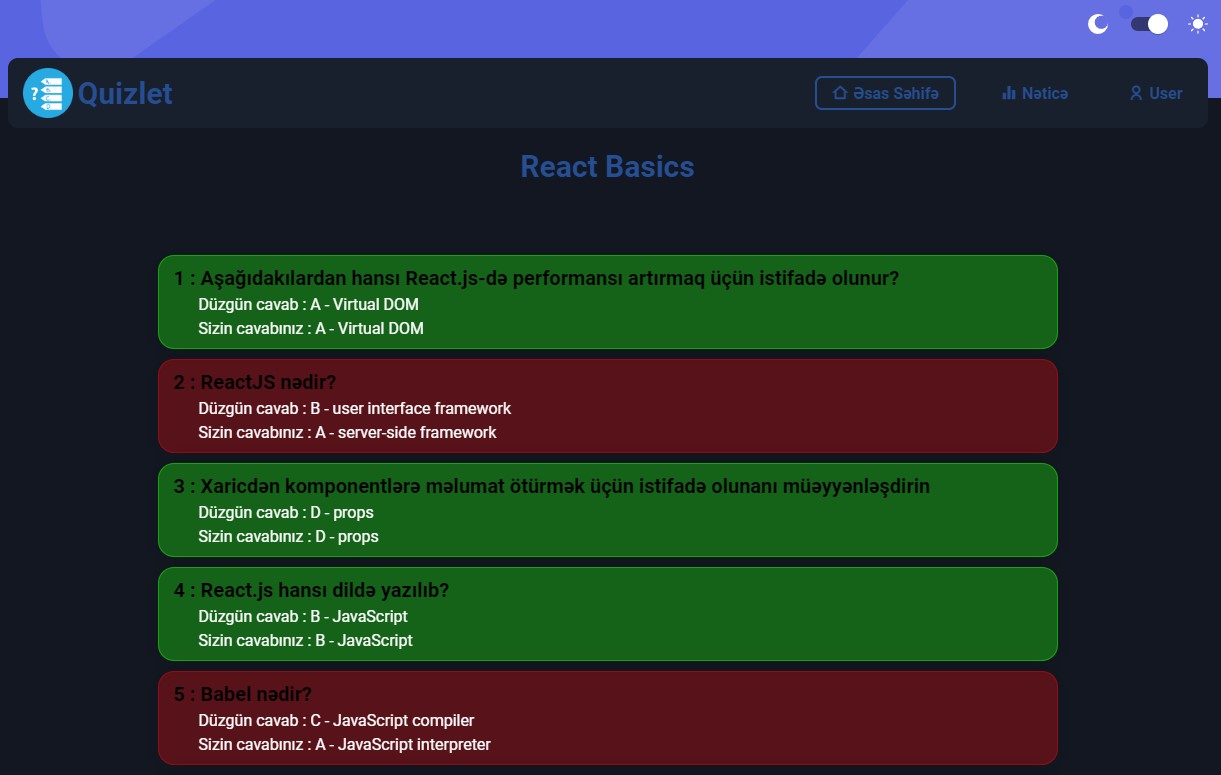 Quizlet
Əsas Səhifə
Nəticə
User
React Basics
1 : Aşağıdakılardan hansı React.js-də performansı artırmaq üçün istifadə olunur?
Düzgün cavab : A - Virtual DOM
Sizin cavabınız : A - Virtual DOM
2 : ReactJS nədir?
Düzgün cavab : B - user interface framework
Sizin cavabınız : A - server-side framework
3 : Xaricdən komponentlərə məlumat ötürmək üçün istifadə olunanı müəyyənləşdirin
Düzgün cavab : D - props
Sizin cavabınız : D - props
4 : React.js hansı dildə yazılıb?
Düzgün cavab : B - JavaScript
Sizin cavabınız : B - JavaScript
5 : Babel nədir?
Düzgün cavab : C - JavaScript compiler
Sizin cavabınız : A - JavaScript interpreter